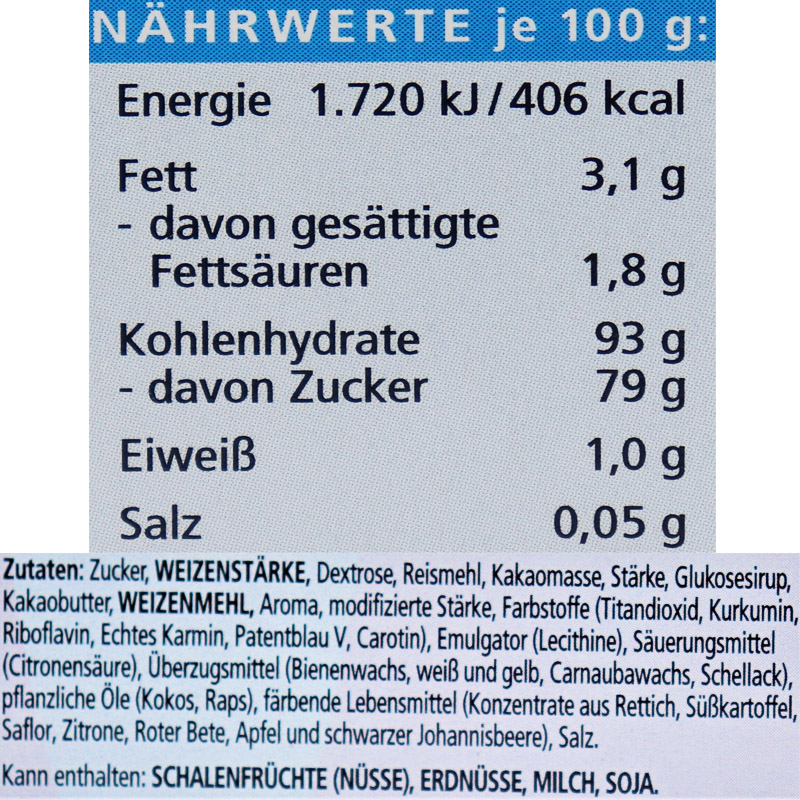 NÄHRWERTE je 100 g:
Energie 1.720 kJ/406 kcal
Fett 3,1 g
- davon gesättigte
Fettsäuren 1,8 g
Kohlenhydrate 93 g
- davon Zucker 79 g
Eiweiß 1,0 g
Salz 0,05 g
Zutaten: Zucker, WEIZENSTÄRKE, Dextrose, Reismehl, Kakaomasse, Stärke, Glukosesirup,
Kakaobutter, WEIZENMEHL, Aroma, modifizierte Stärke, Farbstoffe (Titandioxid, Kurkumin,
Riboflavin, Echtes Karmin, Patentblau V, Carotin), Emulgator (Lecithine), Säuerungsmittel
(Citronensäure), Überzugsmittel (Bienenwachs, weiß und gelb, Carnaubawachs, Schellack),
pflanzliche Öle (Kokos, Raps), färbende Lebensmittel (Konzentrate aus Rettich, Süßkartoffel,
Saflor, Zitrone, Roter Bete, Apfel und schwarzer Johannisbeere), Salz.
Kann enthalten: SCHALENFRÜCHTE (NÜSSE), ERDNÜSSE, MILCH, SOJA.